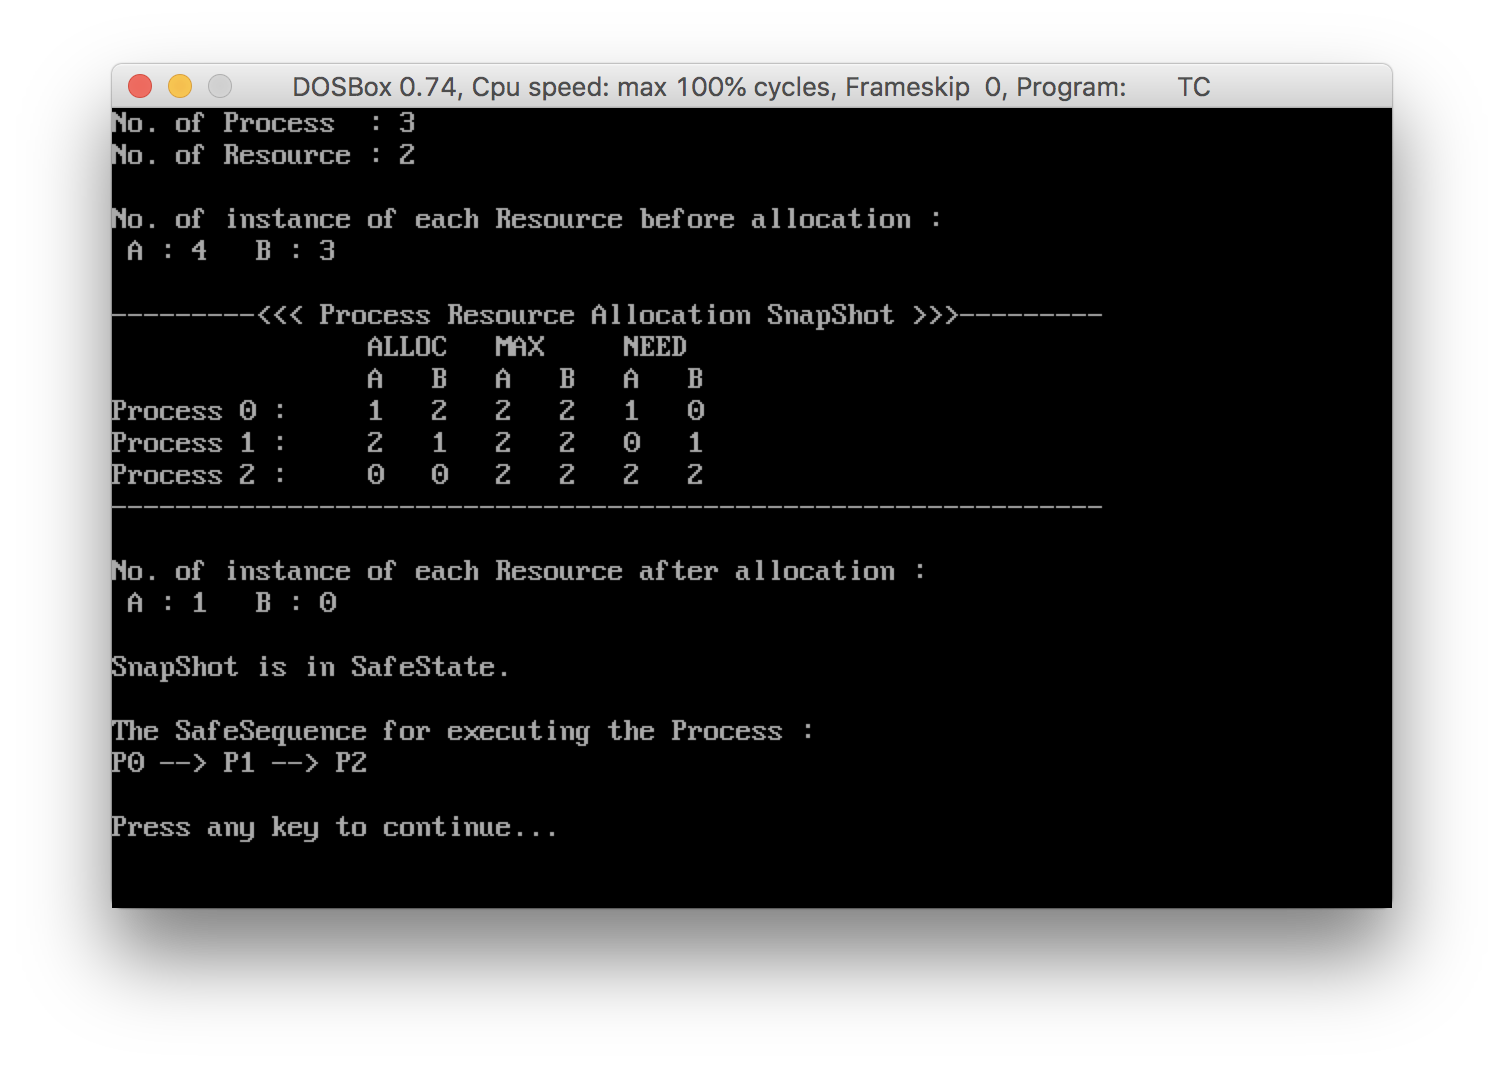 DOSBox 0.74, Cpu speed: max 100% cycles, Frameskip  0, Program:       TC
No. of Process  : 3
No. of Resource : 2
No. of instance of each Resource before allocation :
 A : 4   B : 3
---------<<< Process Resource Allocation SnapShot >>>---------
                ALLOC   MAX     NEED
                A   B   A   B   A   B
Process 0 :     1   2   2   2   1   0
Process 1 :     2   1   2   2   0   1
Process 2 :     0   0   2   2   2   2
--------------------------------------------------------------
No. of instance of each Resource after allocation :
 A : 1   B : 0
SnapShot is in SafeState.
The SafeSequence for executing the Process :
P0 --> P1 --> P2
Press any key to continue...